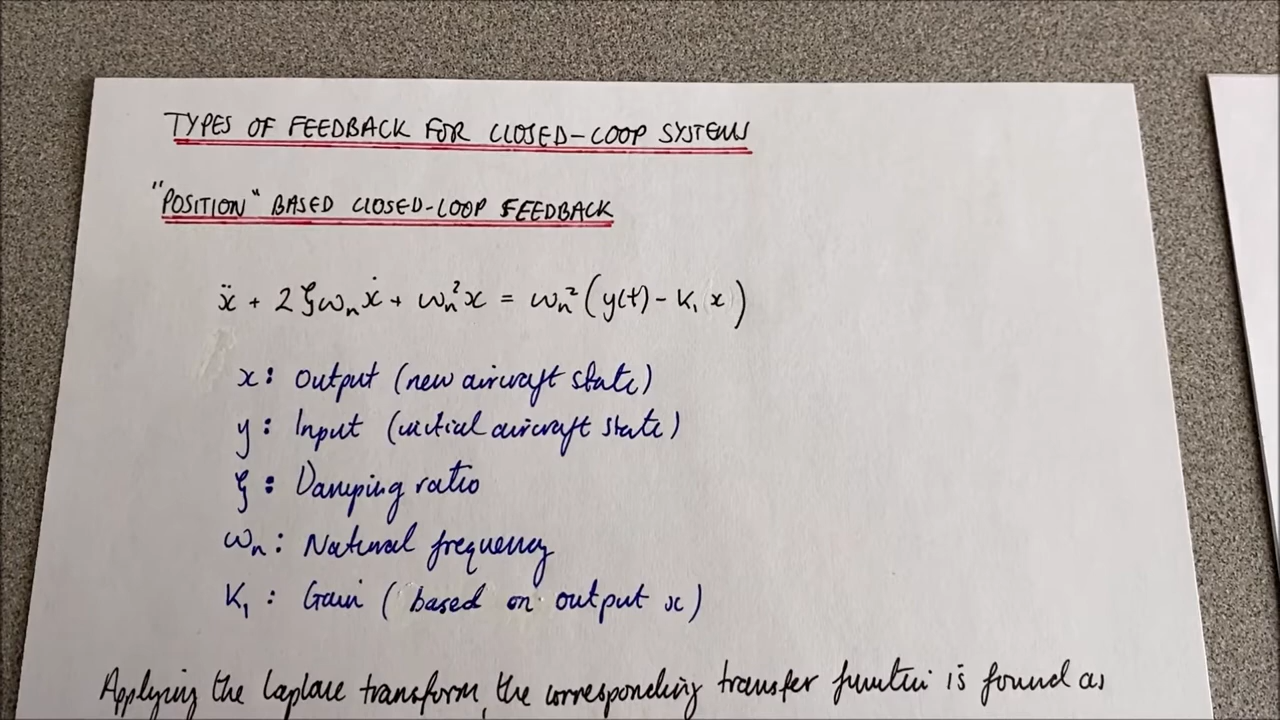 TYPES OF FEEDBACK FOR CLOSED-LOOP SYSTEMS
"POSITION" BASED CLOSED-LOOP FEEDBACK
ẍ + 2ζωₙẋ + ωₙ²x = ωₙ²(y(t) - K₁x)
x: Output (new aircraft state)
y: Input (initial aircraft state)
ζ: Damping ratio
ωₙ: Natural frequency
K₁: Gain (based on output x)
Applying the Laplace transform, the corresponding transfer function is found as